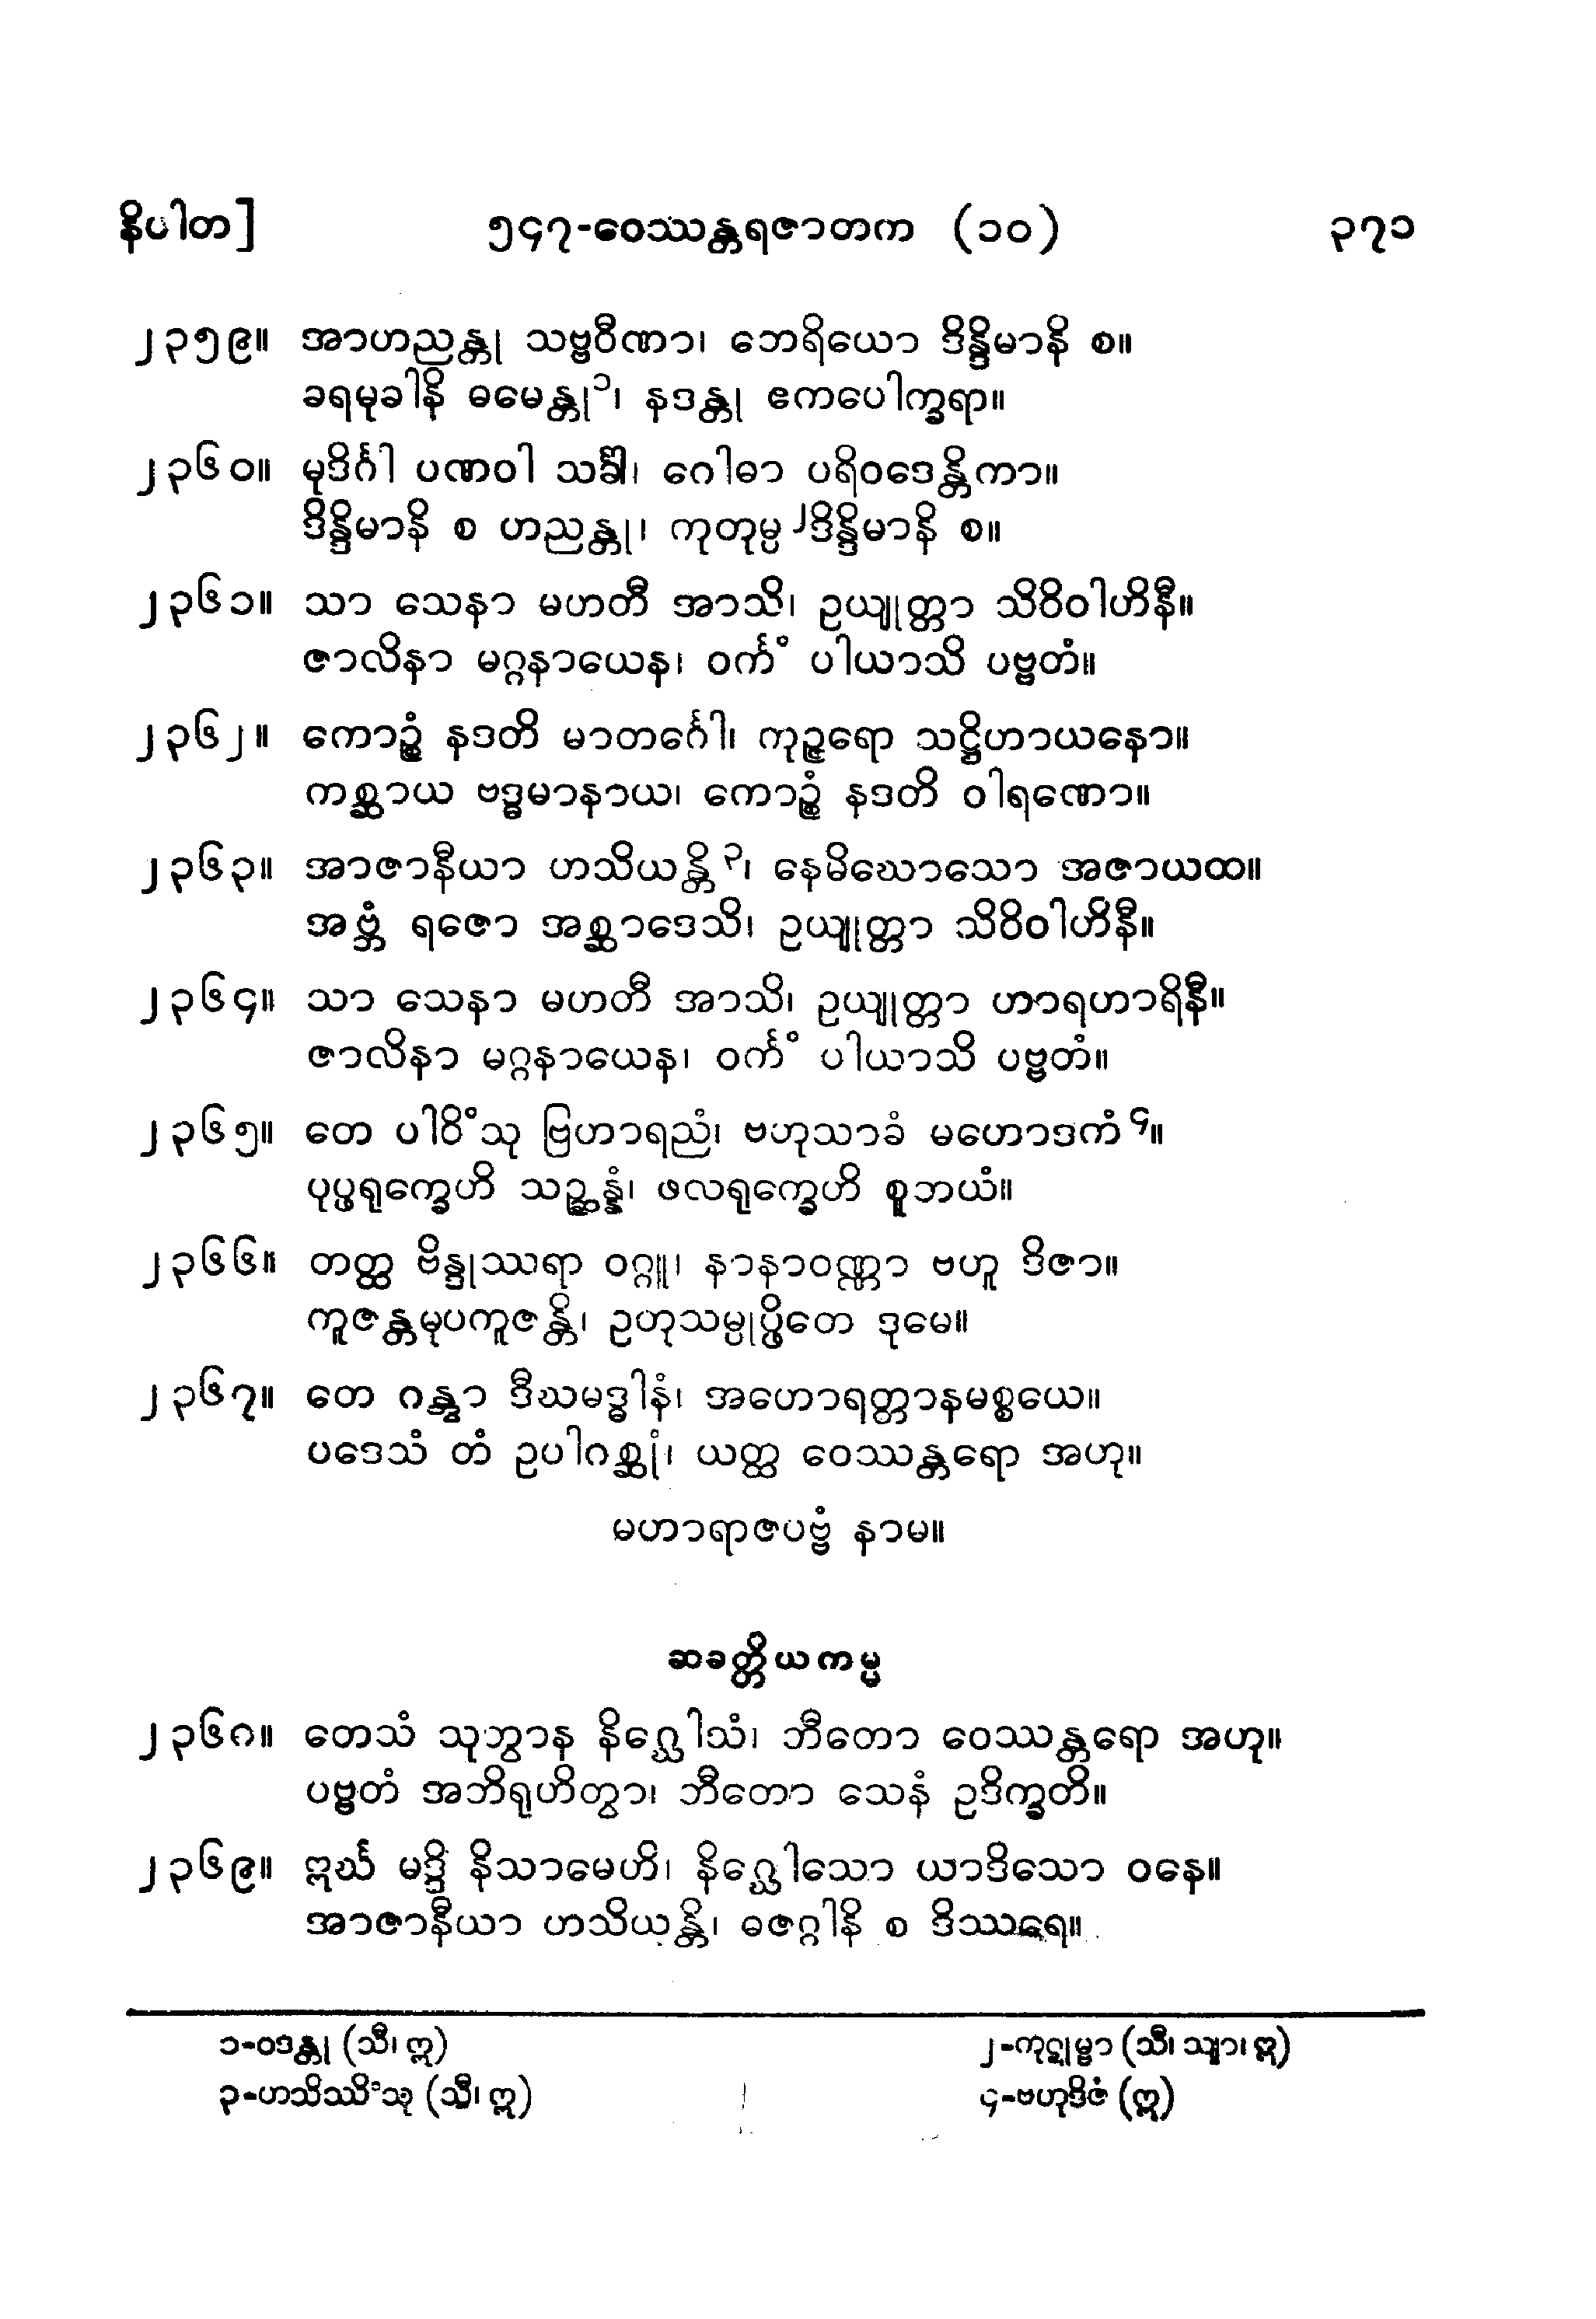 နိပါတ] ၅၄၇-ဝေဿန္တရဇာတက (၁၀) ၃၇၁
၂၃၅၉။ အာဟညန္တု သဗ္ဗဝီဏာ၊ ဘေရိယော ဒိန္ဒိမာနိ စ။
ခရမုခါနိ ဓမေန္တု၁၊ နဒန္တု ဧကပေါက္ခရာ။
၂၃၆၀။ မုဒိင်္ဂါ ပဏဝါ သင်္ခါ၊ ဂေါဓာ ပရိဝဒေန္တိကာ။
ဒိန္ဒိမာနိ စ ဟညန္တု၊ ကုတုမ္ပ၂ဒိန္ဒိမာနိ စ။
၂၃၆၁။ သာ သေနာ မဟတီ အာသိ၊ ဥယျုတ္တာ သိဝိဝါဟိနီ။
ဇာလိနာ မဂ္ဂနာယေန၊ ဝင်္ကံ ပါယာသိ ပဗ္ဗတံ။
၂၃၆၂။ ကောဉ္စံ နဒတိ မာတင်္ဂေါ၊ ကုဉ္ဇရော သဋ္ဌိဟာယနော။
ကစ္ဆာယ ဗဒ္ဓမာနာယ၊ ကောဉ္စံ နဒတိ ဝါရဏော။
၂၃၆၃။ အာဇာနီယာ ဟသိယန္တိ၃၊ နေမိဃောသော အဇာယထ။
အဗ္ဘံ ရဇော အစ္ဆာဒေသိ၊ ဥယျုတ္တာ သိဝိဝါဟိနီ။
၂၃၆၄။ သာ သေနာ မဟတီ အာသိ၊ ဥယျုတ္တာ ဟာရဟာရိနီ။
ဇာလိနာ မဂ္ဂနာယေန၊ ဝင်္ကံ ပါယာသိ ပဗ္ဗတံ။
၂၃၆၅။ တေ ပါဝိံသု ဗြဟာရညံ၊ ဗဟုသာခံ မဟောဒကံ၄။
ပုပ္ဖရုက္ခေဟိ သဉ္ဆန္နံ၊ ဖလရုက္ခေဟိ စူဘယံ။
၂၃၆၆။ တတ္ထ ဗိန္ဒုဿရာ ဝဂ္ဂူ၊ နာနာဝဏ္ဏာ ဗဟူ ဒိဇာ။
ကူဇန္တမုပကူဇန္တိ၊ ဥတုသမ္ပုပ္ဖိတေ ဒုမေ။
၂၃၆၇။ တေ ဂန္တွာ ဒီဃမဒ္ဓါနံ၊ အဟောရတ္တာနမစ္စယေ။
ပဒေသံ တံ ဥပါဂစ္ဆုံ၊ ယတ္ထ ဝေဿန္တရော အဟု။
မဟာရာဇပဗ္ဗံ နာမ။
ဆခတ္တိယကမ္မ
၂၃၆၈။ တေသံ သုတွာန နိဂ္ဃေါသံ၊ ဘီတော ဝေဿန္တရော အဟု။
ပဗ္ဗတံ အဘိရုဟိတွာ၊ ဘီတော သေနံ ဥဒိက္ခတိ။
၂၃၆၉။ ဣင်္ဃ မဒ္ဒိ နိသာမေဟိ၊ နိဂ္ဃေါသော ယာဒိသော ဝနေ။
အာဇာနီယာ ဟသိယန္တိ၊ ဓဇဂ္ဂါနိ စ ဒိဿရေ။
၁-ဝဒန္တု (သီ၊ ဣ) ၂-ကုဋုမ္ဗာ (သီ၊ သျာ၊ ဣ)
၃-ဟသိဿိံသု (သီ၊ ဣ) ၄-ဗဟုဒိဇံ (ဣ)